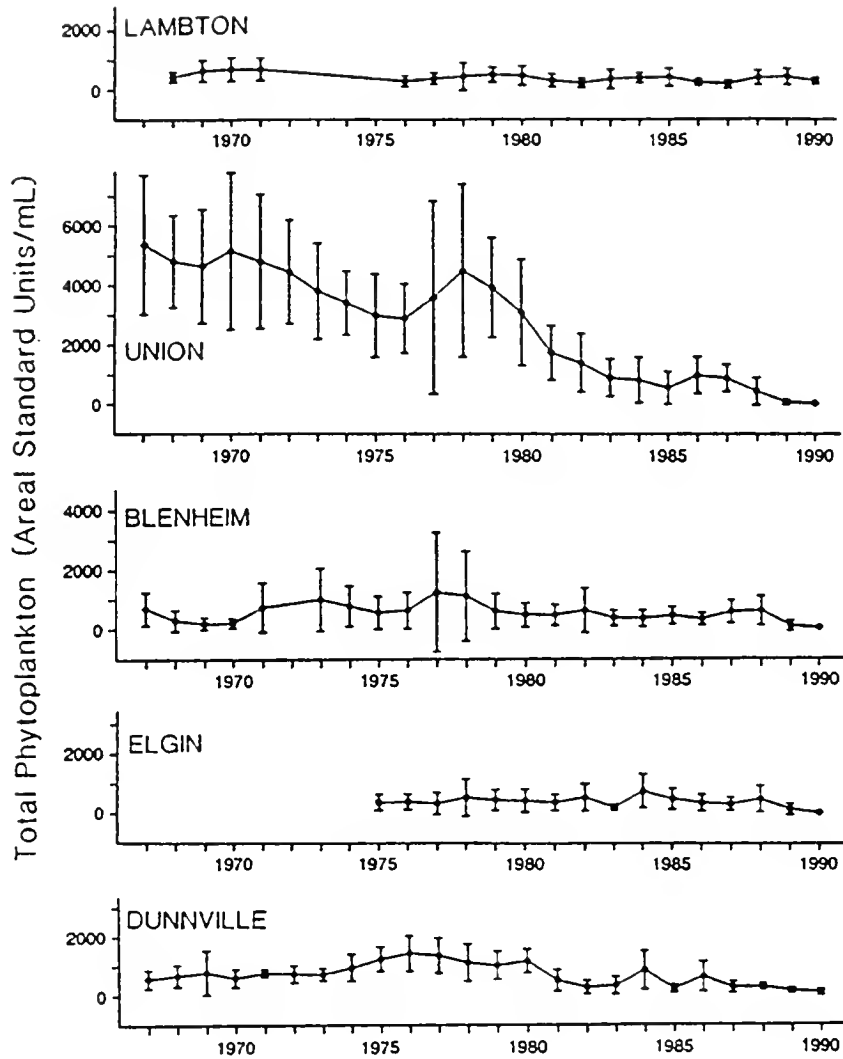 Total Phytoplankton (Areal Standard Units/mL)
LAMBTON
2000
0
1970 1975 1980 1985 1990
6000
4000
2000
UNION
0
1970 1975 1980 1985 1990
4000
BLENHEIM
2000
0
1970 1975 1980 1985 1990
ELGIN
2000
0
1970 1975 1980 1985 1990
DUNNVILLE
2000
0
1970 1975 1980 1985 1990